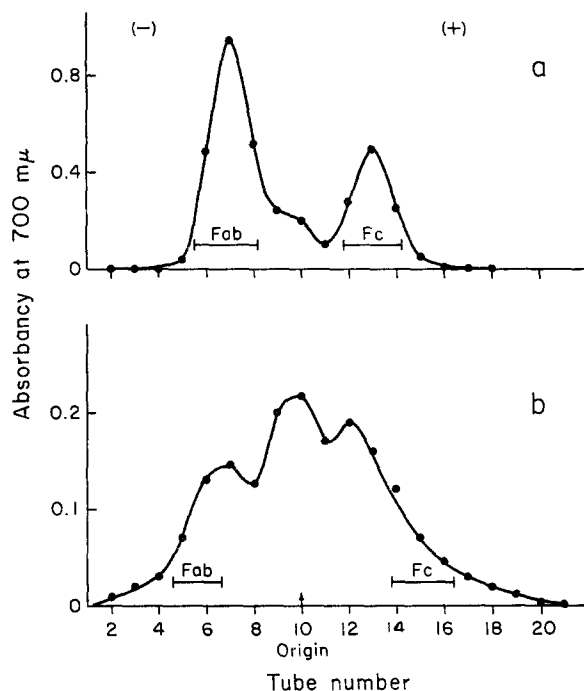 (−) (+)
a
0.8
0.4
0
Fab Fc
Absorbancy at 700 mμ
b
0.2
0.1
0
Fab Fc
2 4 6 8 10 12 14 16 18 20
Origin
Tube number